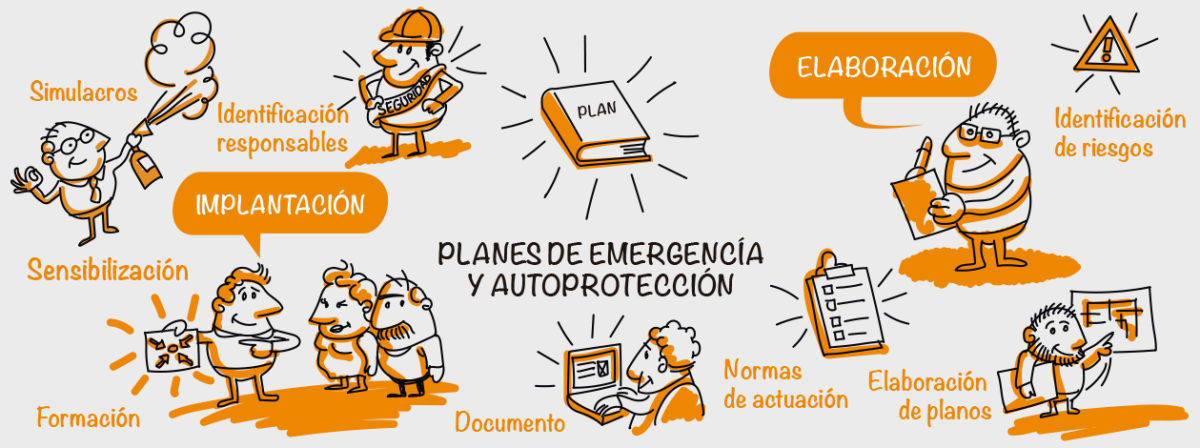 Simulacros
Identificación
responsables
SEGURIDAD
PLAN
ELABORACIÓN
Identificación
de riesgos
IMPLANTACIÓN
PLANES DE EMERGENCÍA
Y AUTOPROTECCIÓN
Sensibilización
Formación
Documento
Normas
de actuación
Elaboración
de planos